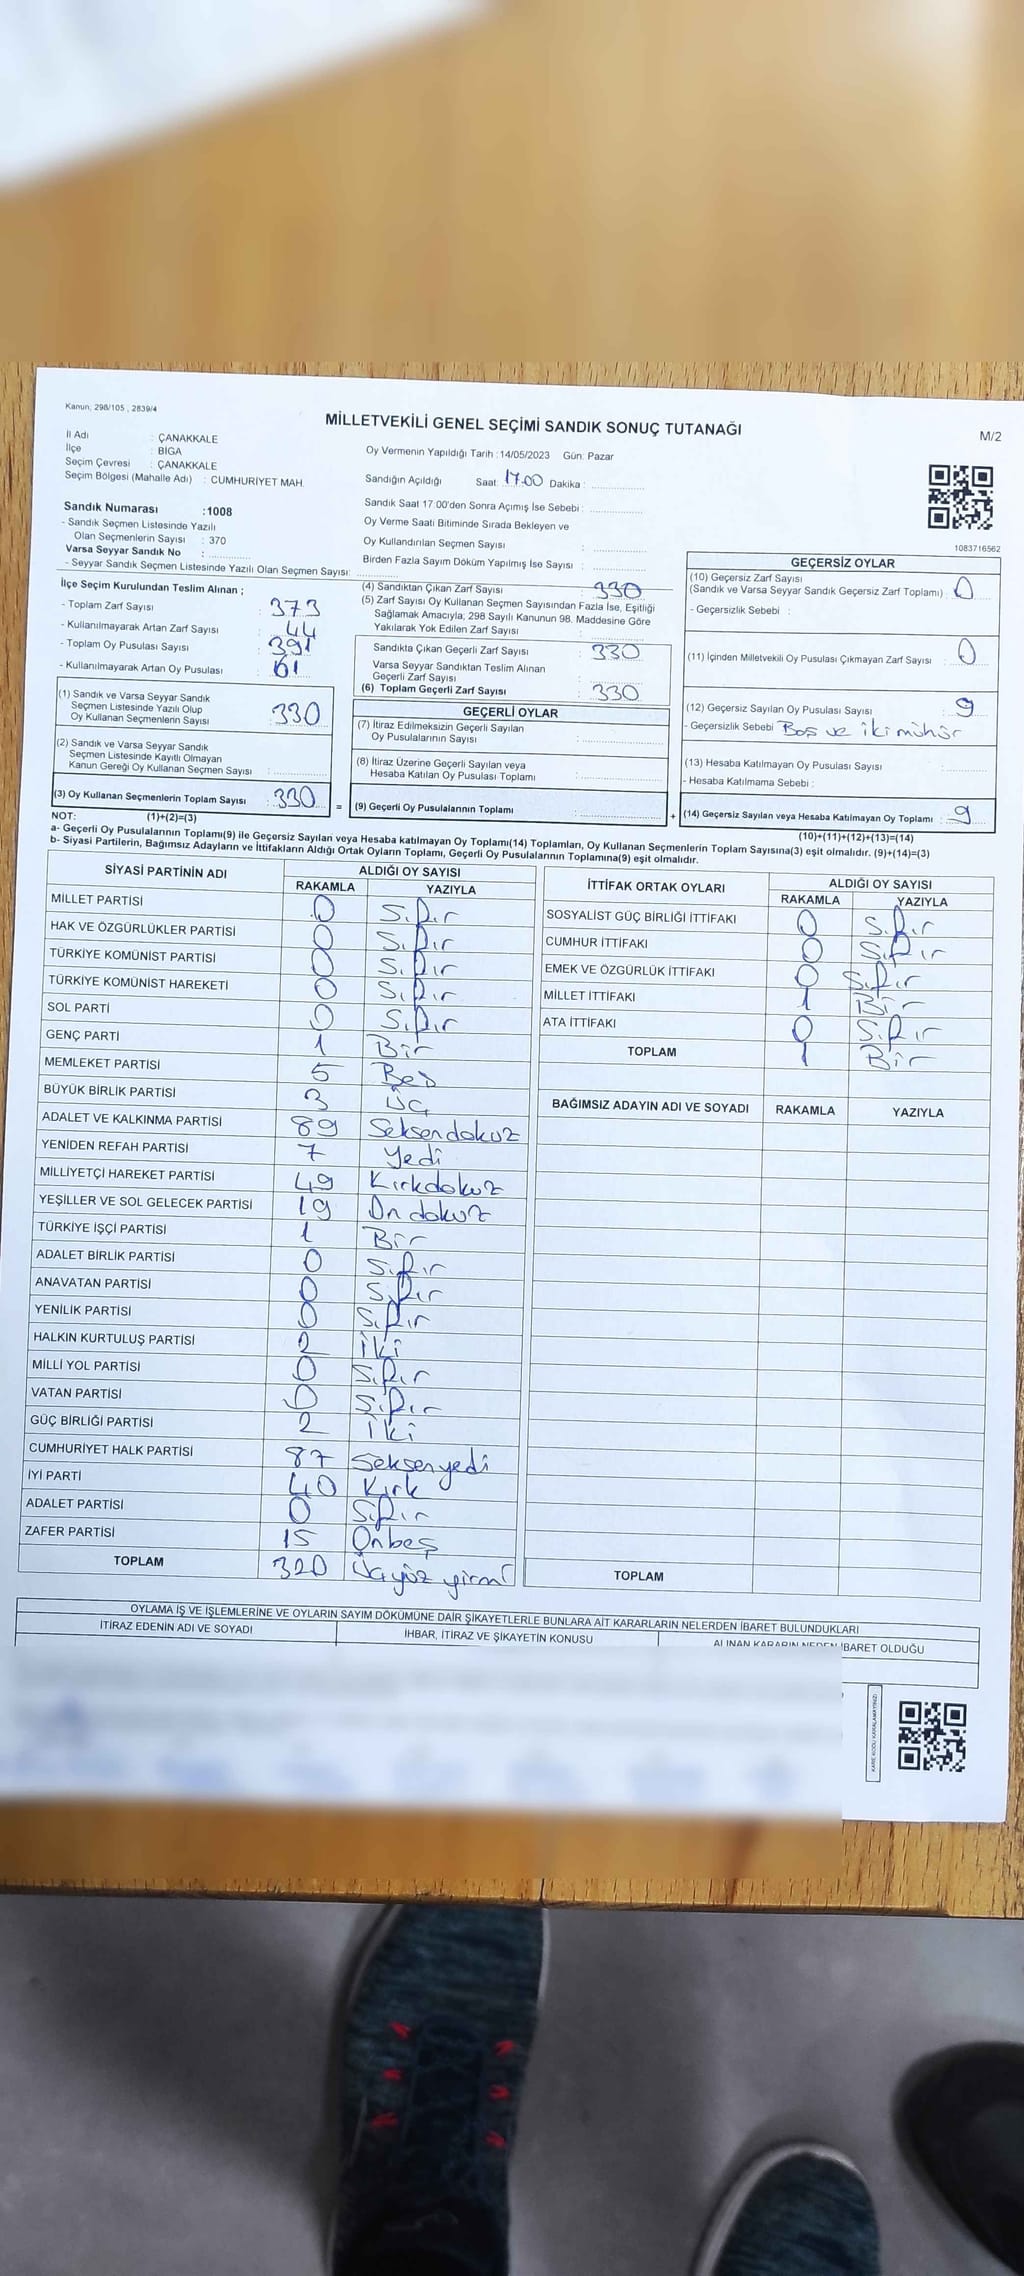 Kanun; 298/105 , 2839/4
MİLLETVEKİLİ GENEL SEÇİMİ SANDIK SONUÇ TUTANAĞI
M/2
İl Adı : ÇANAKKALE
İlçe : BİGA
Seçim Çevresi : ÇANAKKALE
Seçim Bölgesi (Mahalle Adı) : CUMHURİYET MAH.
Oy Vermenin Yapıldığı Tarih : 14/05/2023 Gün: Pazar
Sandığın Açıldığı Saat: 17.00 Dakika :
Sandık Saat 17:00'den Sonra Açımış İse Sebebi :
Oy Verme Saati Bitiminde Sırada Bekleyen ve
Oy Kullandırılan Seçmen Sayısı :
Birden Fazla Sayım Döküm Yapılmış İse Sayısı :
1083716562
Sandık Numarası :1008
- Sandık Seçmen Listesinde Yazılı
Olan Seçmenlerin Sayısı : 370
Varsa Seyyar Sandık No :
- Seyyar Sandık Seçmen Listesinde Yazılı Olan Seçmen Sayısı:
İlçe Seçim Kurulundan Teslim Alınan ;
- Toplam Zarf Sayısı : 373
- Kullanılmayarak Artan Zarf Sayısı : 44
- Toplam Oy Pusulası Sayısı : 391
- Kullanılmayarak Artan Oy Pusulası : 61
(1) Sandık ve Varsa Seyyar Sandık
Seçmen Listesinde Yazılı Olup
Oy Kullanan Seçmenlerin Sayısı : 330
(2) Sandık ve Varsa Seyyar Sandık
Seçmen Listesinde Kayıtlı Olmayan
Kanun Gereği Oy Kullanan Seçmen Sayısı :
(3) Oy Kullanan Seçmenlerin Toplam Sayısı : 330
(4) Sandıktan Çıkan Zarf Sayısı : 330
(5) Zarf Sayısı Oy Kullanan Seçmen Sayısından Fazla İse, Eşitliği
Sağlamak Amacıyla, 298 Sayılı Kanunun 98. Maddesine Göre
Yakılarak Yok Edilen Zarf Sayısı :
Sandıkta Çıkan Geçerli Zarf Sayısı : 330
Varsa Seyyar Sandıktan Teslim Alınan
Geçerli Zarf Sayısı :
(6) Toplam Geçerli Zarf Sayısı : 330
GEÇERLİ OYLAR
(7) İtiraz Edilmeksizin Geçerli Sayılan
Oy Pusulalarının Sayısı :
(8) İtiraz Üzerine Geçerli Sayılan veya
Hesaba Katılan Oy Pusulası Toplamı :
= (9) Geçerli Oy Pusulalarının Toplamı : +
GEÇERSİZ OYLAR
(10) Geçersiz Zarf Sayısı
(Sandık ve Varsa Seyyar Sandık Geçersiz Zarf Toplamı) : 0
- Geçersizlik Sebebi :
(11) İçinden Milletvekili Oy Pusulası Çıkmayan Zarf Sayısı : 0
(12) Geçersiz Sayılan Oy Pusulası Sayısı : 9
- Geçersizlik Sebebi Boş ve iki mühür
(13) Hesaba Katılmayan Oy Pusulası Sayısı :
- Hesaba Katılmama Sebebi :
(14) Geçersiz Sayılan veya Hesaba Katılmayan Oy Toplamı : 9
NOT: (1)+(2)=(3)
(10)+(11)+(12)+(13)=(14)
a- Geçerli Oy Pusulalarının Toplamı(9) ile Geçersiz Sayılan veya Hesaba katılmayan Oy Toplamı(14) Toplamları, Oy Kullanan Seçmenlerin Toplam Sayısına(3) eşit olmalıdır. (9)+(14)=(3)
b- Siyasi Partilerin, Bağımsız Adayların ve İttifakların Aldığı Ortak Oyların Toplamı, Geçerli Oy Pusulalarının Toplamına(9) eşit olmalıdır.
SİYASİ PARTİNİN ADI ALDIĞI OY SAYISI
RAKAMLA YAZIYLA
MİLLET PARTİSİ 0 Sıfır
HAK VE ÖZGÜRLÜKLER PARTİSİ 0 Sıfır
TÜRKİYE KOMÜNİST PARTİSİ 0 Sıfır
TÜRKİYE KOMÜNİST HAREKETİ 0 Sıfır
SOL PARTİ 0 Sıfır
GENÇ PARTİ 1 Bir
MEMLEKET PARTİSİ 5 Beş
BÜYÜK BİRLİK PARTİSİ 3 Üç
ADALET VE KALKINMA PARTİSİ 89 Seksendokuz
YENİDEN REFAH PARTİSİ 7 Yedi
MİLLİYETÇİ HAREKET PARTİSİ 49 Kırkdokuz
YEŞİLLER VE SOL GELECEK PARTİSİ 19 On dokuz
TÜRKİYE İŞÇİ PARTİSİ 1 Bir
ADALET BİRLİK PARTİSİ 0 Sıfır
ANAVATAN PARTİSİ 0 Sıfır
YENİLİK PARTİSİ 0 Sıfır
HALKIN KURTULUŞ PARTİSİ 2 İki
MİLLİ YOL PARTİSİ 0 Sıfır
VATAN PARTİSİ 0 Sıfır
GÜÇ BİRLİĞİ PARTİSİ 2 İki
CUMHURİYET HALK PARTİSİ 87 Seksenyedi
İYİ PARTİ 40 Kırk
ADALET PARTİSİ 0 Sıfır
ZAFER PARTİSİ 15 Onbeş
TOPLAM 320 Üçyüz yirmi
İTTİFAK ORTAK OYLARI ALDIĞI OY SAYISI
RAKAMLA YAZIYLA
SOSYALİST GÜÇ BİRLİĞİ İTTİFAKI 0 Sıfır
CUMHUR İTTİFAKI 0 Sıfır
EMEK VE ÖZGÜRLÜK İTTİFAKI 0 Sıfır
MİLLET İTTİFAKI 1 Bir
ATA İTTİFAKI 0 Sıfır
TOPLAM 1 Bir
BAĞIMSIZ ADAYIN ADI VE SOYADI RAKAMLA YAZIYLA
TOPLAM
OYLAMA İŞ VE İŞLEMLERİNE VE OYLARIN SAYIM DÖKÜMÜNE DAİR ŞİKAYETLERLE BUNLARA AİT KARARLARIN NELERDEN İBARET BULUNDUKLARI
İTİRAZ EDENİN ADI VE SOYADI İHBAR, İTİRAZ VE ŞİKAYETİN KONUSU ALINAN KARARIN NEDEN İBARET OLDUĞU